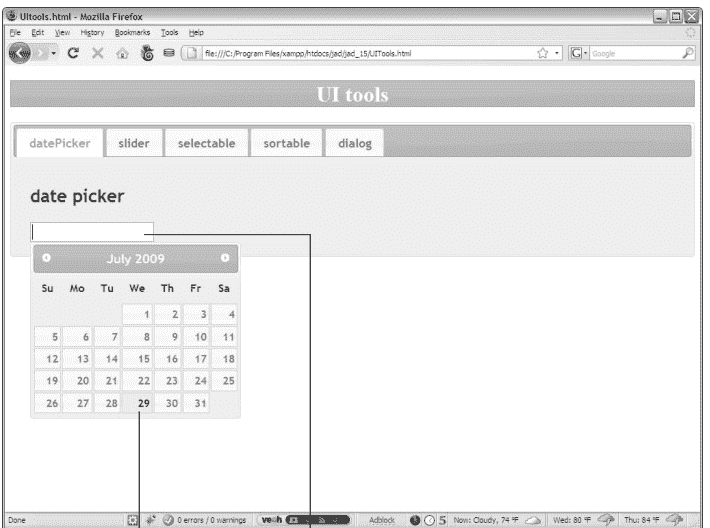 UItools.html - Mozilla Firefox
File Edit View History Bookmarks Tools Help
file:///C:/Program Files/xampp/htdocs/jad/jad_15/UITools.html
G Google
UI tools
datePicker slider selectable sortable dialog
date picker
July 2009
Su Mo Tu We Th Fr Sa
1 2 3 4
5 6 7 8 9 10 11
12 13 14 15 16 17 18
19 20 21 22 23 24 25
26 27 28 29 30 31
Done 0 errors / 0 warnings veoh Adblock 5 Now: Cloudy, 74 °F Wed: 80 °F Thu: 84 °F